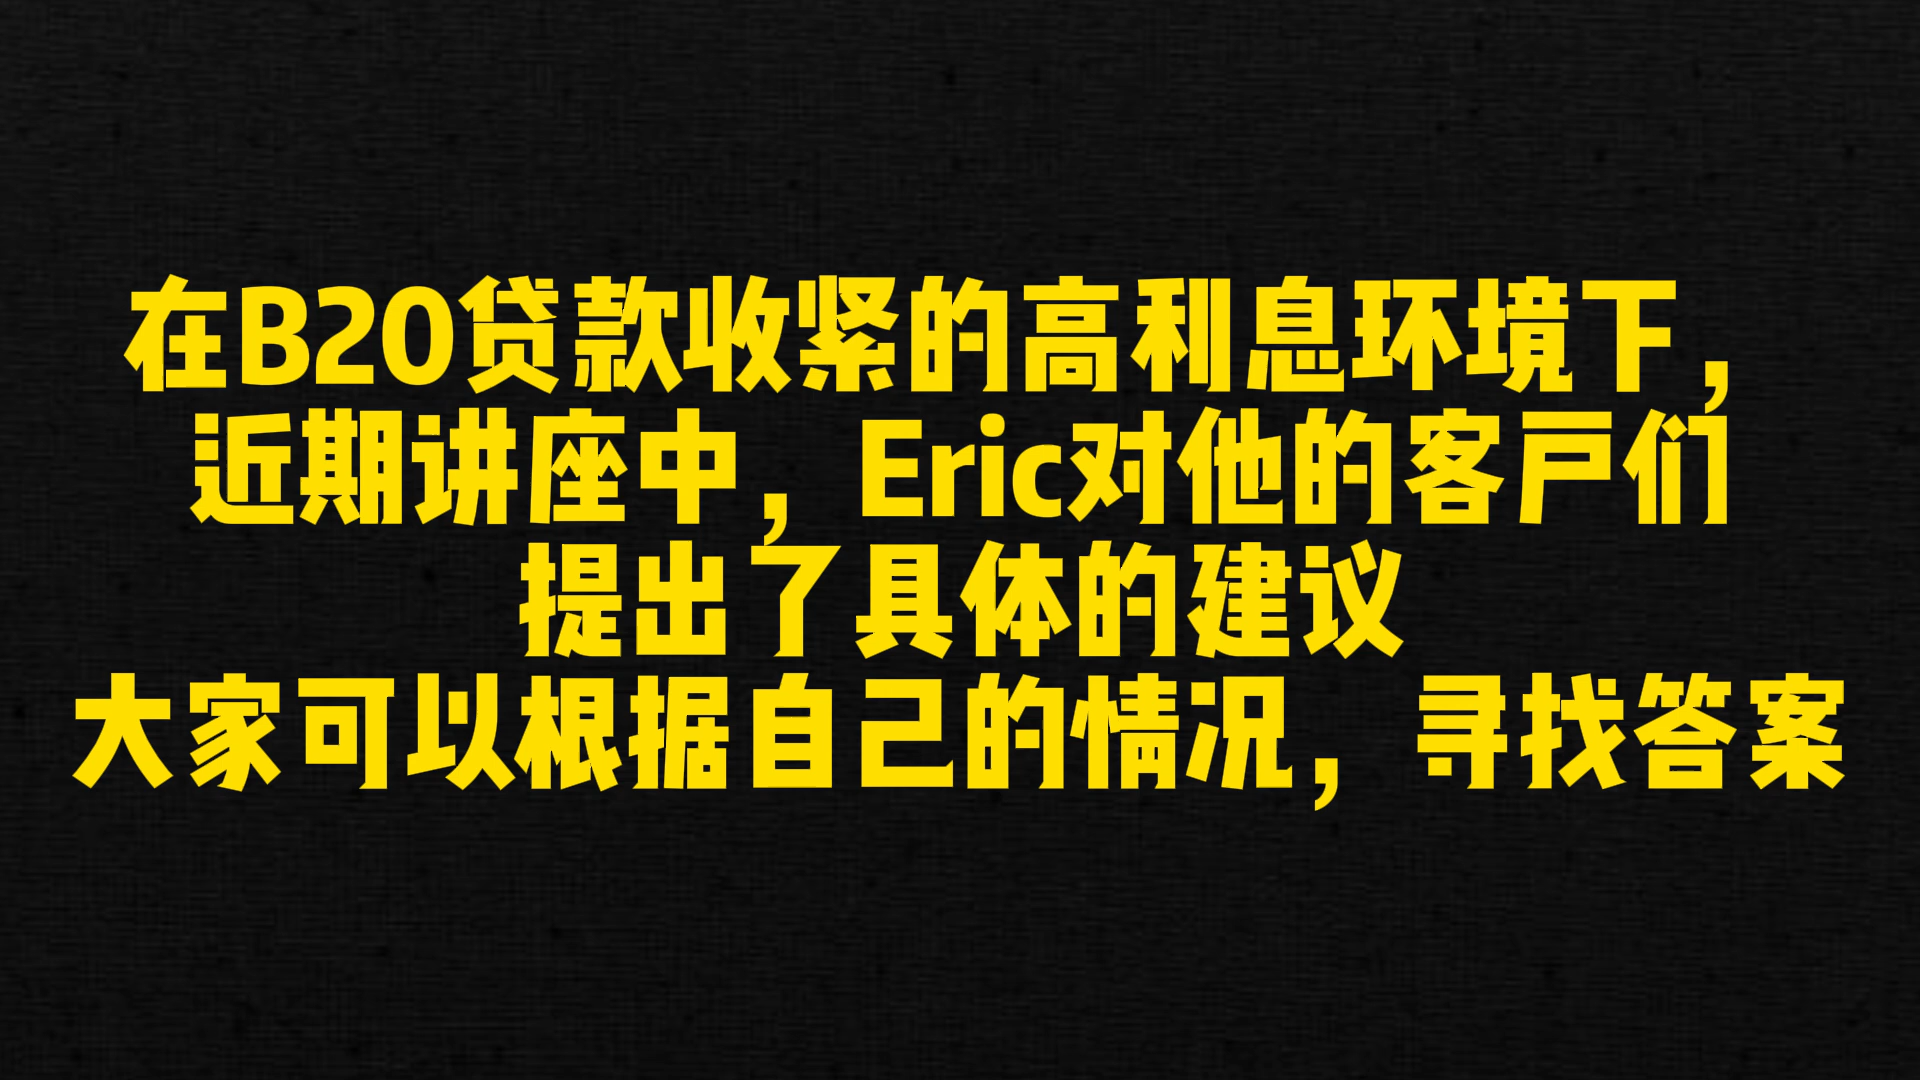 在B20贷款收紧的高利息环境下，
近期讲座中，Eric对他的客户们
提出了具体的建议
大家可以根据自己的情况，寻找答案